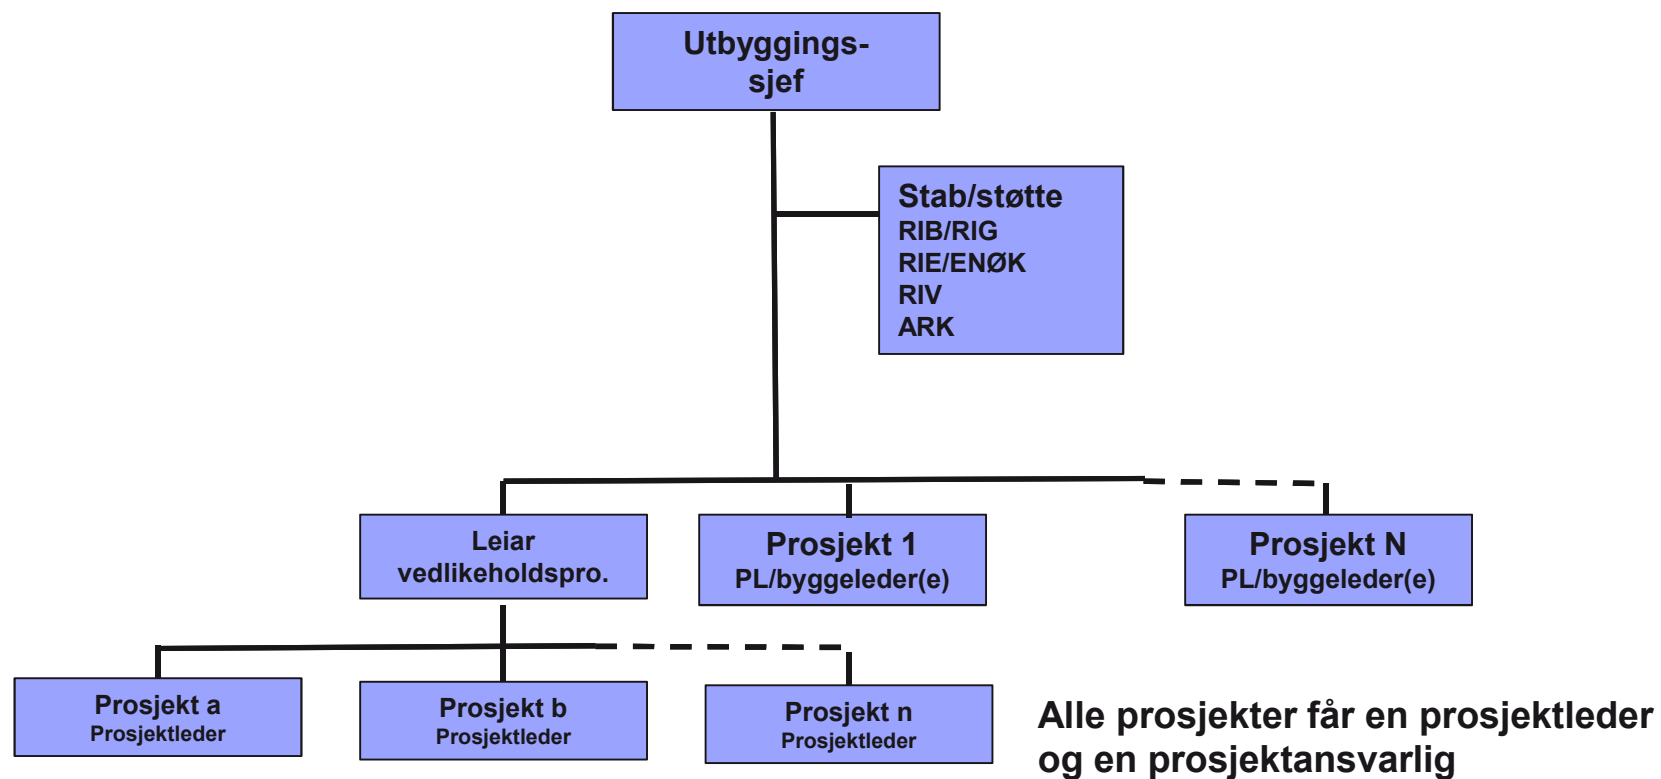 Utbyggings-
sjef
Stab/støtte
RIB/RIG
RIE/ENØK
RIV
ARK
Leiar
vedlikeholdspro.
Prosjekt 1
PL/byggeleder(e)
Prosjekt N
PL/byggeleder(e)
Prosjekt a
Prosjektleder
Prosjekt b
Prosjektleder
Prosjekt n
Prosjektleder
Alle prosjekter får en prosjektleder
og en prosjektansvarlig